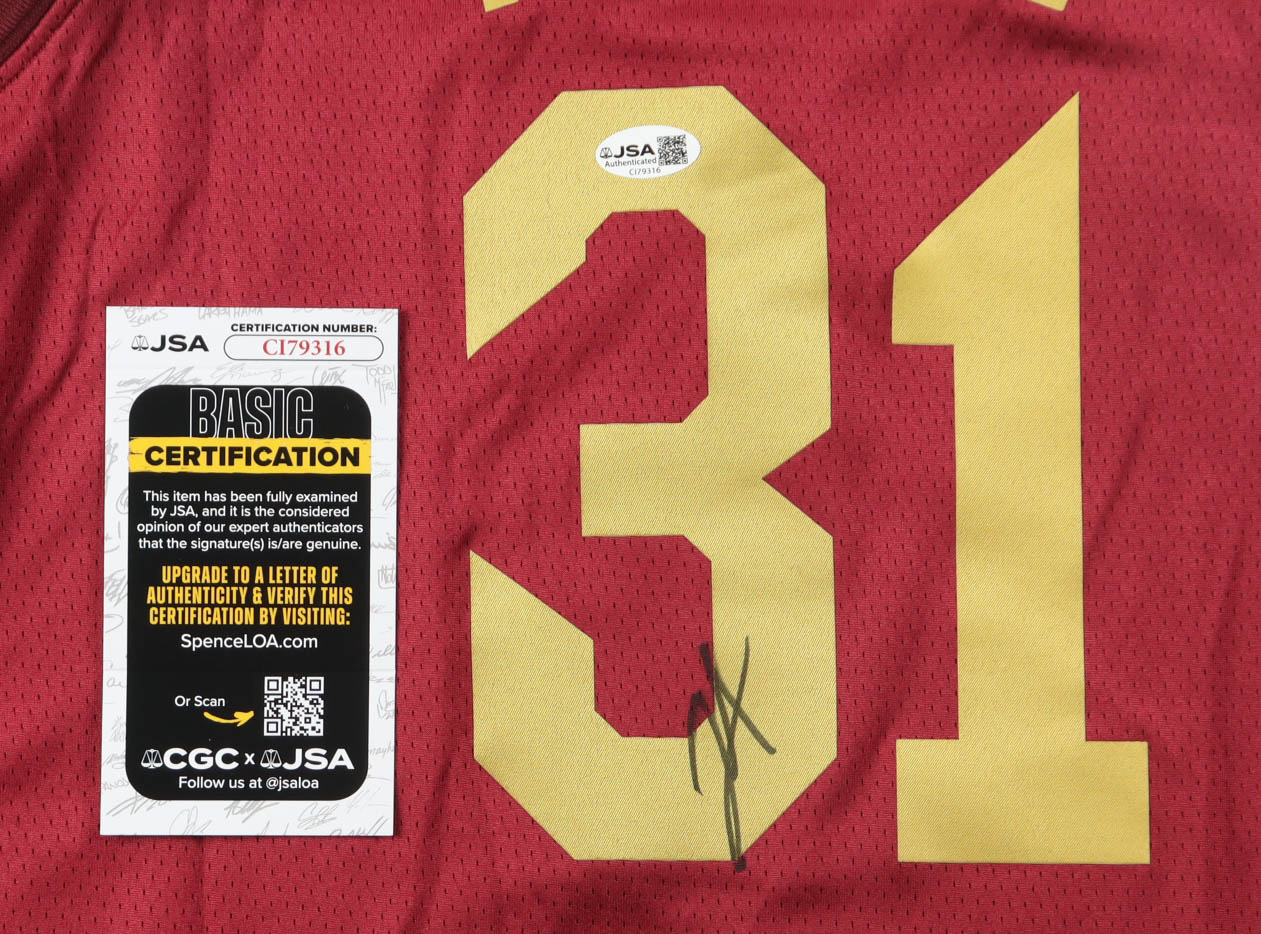 JSA
Authenticated
CI79316
31
JSA
CERTIFICATION NUMBER:
CI79316
BASIC
CERTIFICATION
This item has been fully examined
by JSA, and it is the considered
opinion of our expert authenticators
that the signature(s) is/are genuine.
UPGRADE TO A LETTER OF
AUTHENTICITY & VERIFY THIS
CERTIFICATION BY VISITING:
SpenceLOA.com
Or Scan
CGC x JSA
Follow us at @jsaloa